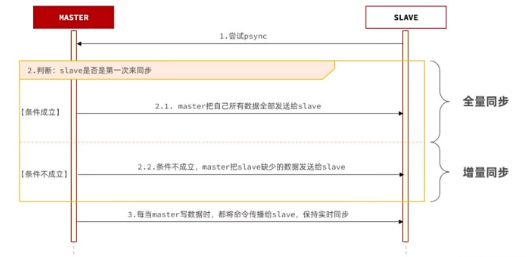 MASTER
SLAVE
1.尝试psync
2.判断：slave是否是第一次来同步
【条件成立】
2.1. master把自己所有数据全部发送给slave
全量同步
【条件不成立】
2.2.条件不成立，master把slave缺少的数据发送给slave
增量同步
3.每当master写数据时，都将命令传播给slave，保持实时同步